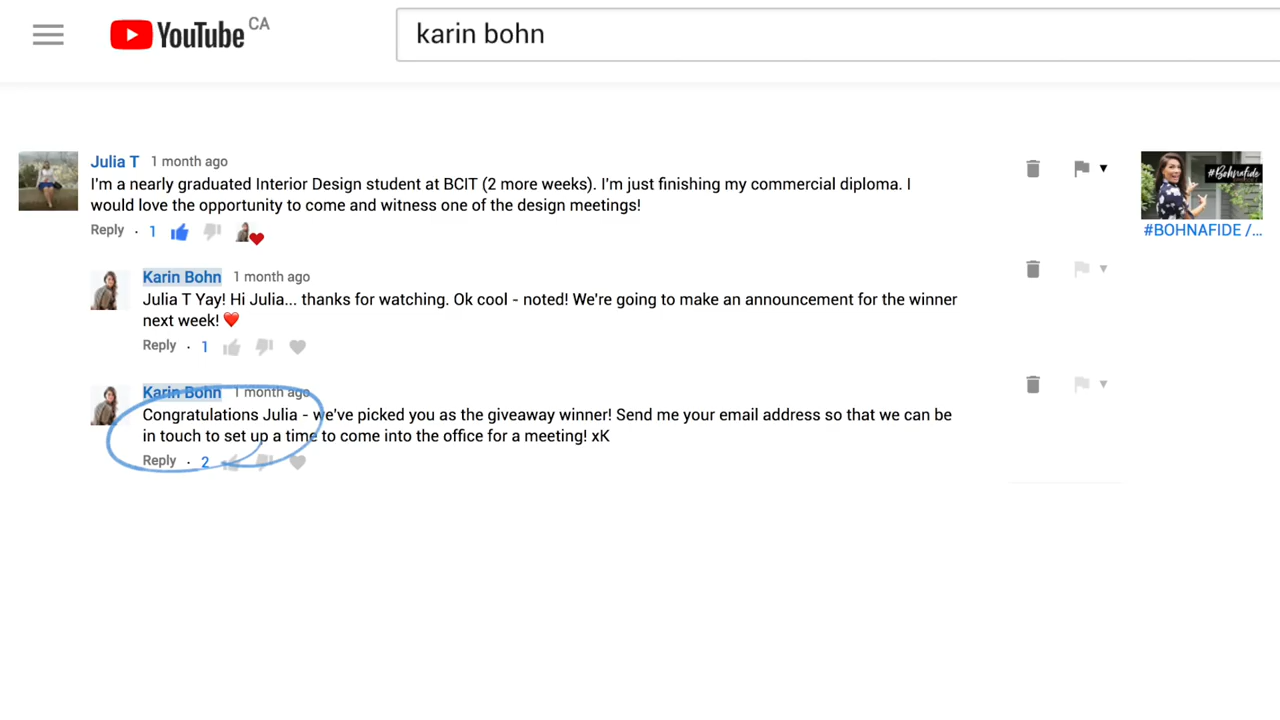 YouTube CA
karin bohn
Julia T 1 month ago
I'm a nearly graduated Interior Design student at BCIT (2 more weeks). I'm just finishing my commercial diploma. I
would love the opportunity to come and witness one of the design meetings!
Reply · 1
#Bohnafide
#BOHNAFIDE /...
Karin Bohn 1 month ago
Julia T Yay! Hi Julia... thanks for watching. Ok cool - noted! We're going to make an announcement for the winner
next week! ❤️
Reply · 1
Karin Bohn 1 month ago
Congratulations Julia - we've picked you as the giveaway winner! Send me your email address so that we can be
in touch to set up a time to come into the office for a meeting! xK
Reply · 2